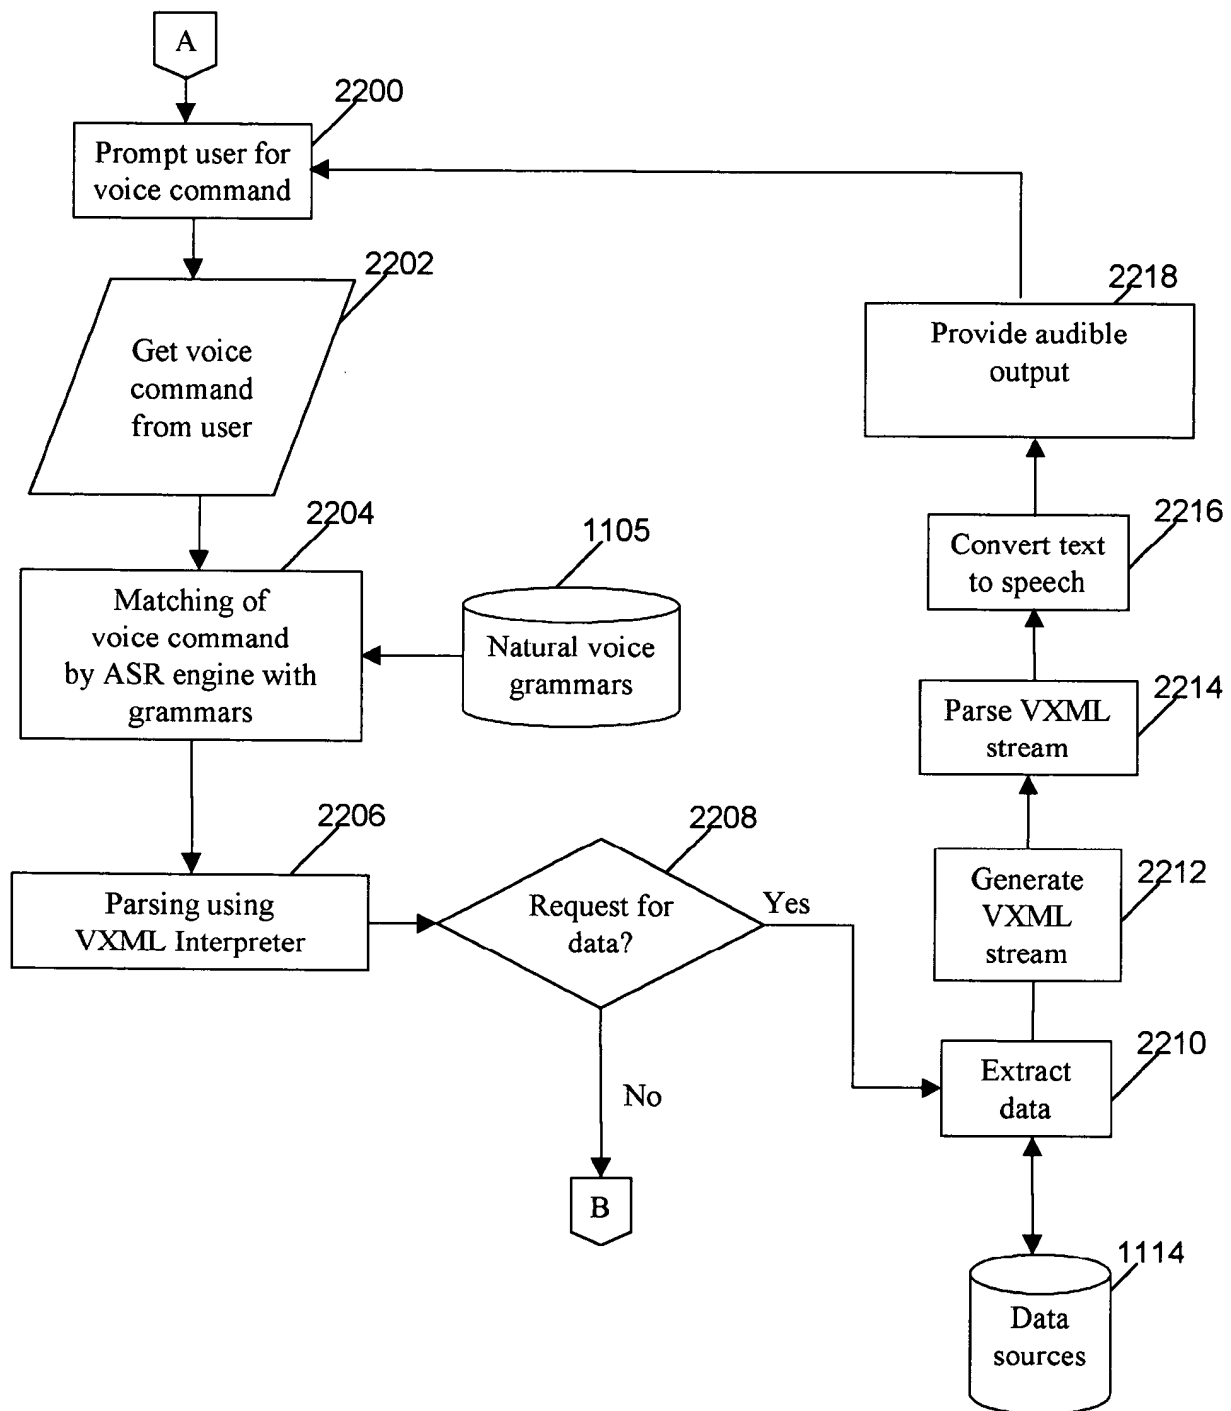 A
2200
Prompt user for
voice command
2202
Get voice
command
from user
2218
Provide audible
output
2204
Matching of
voice command
by ASR engine with
grammars
1105
Natural voice
grammars
2216
Convert text
to speech
2214
Parse VXML
stream
2206
Parsing using
VXML Interpreter
2208
Request for
data?
Yes
No
B
2212
Generate
VXML
stream
2210
Extract
data
1114
Data
sources